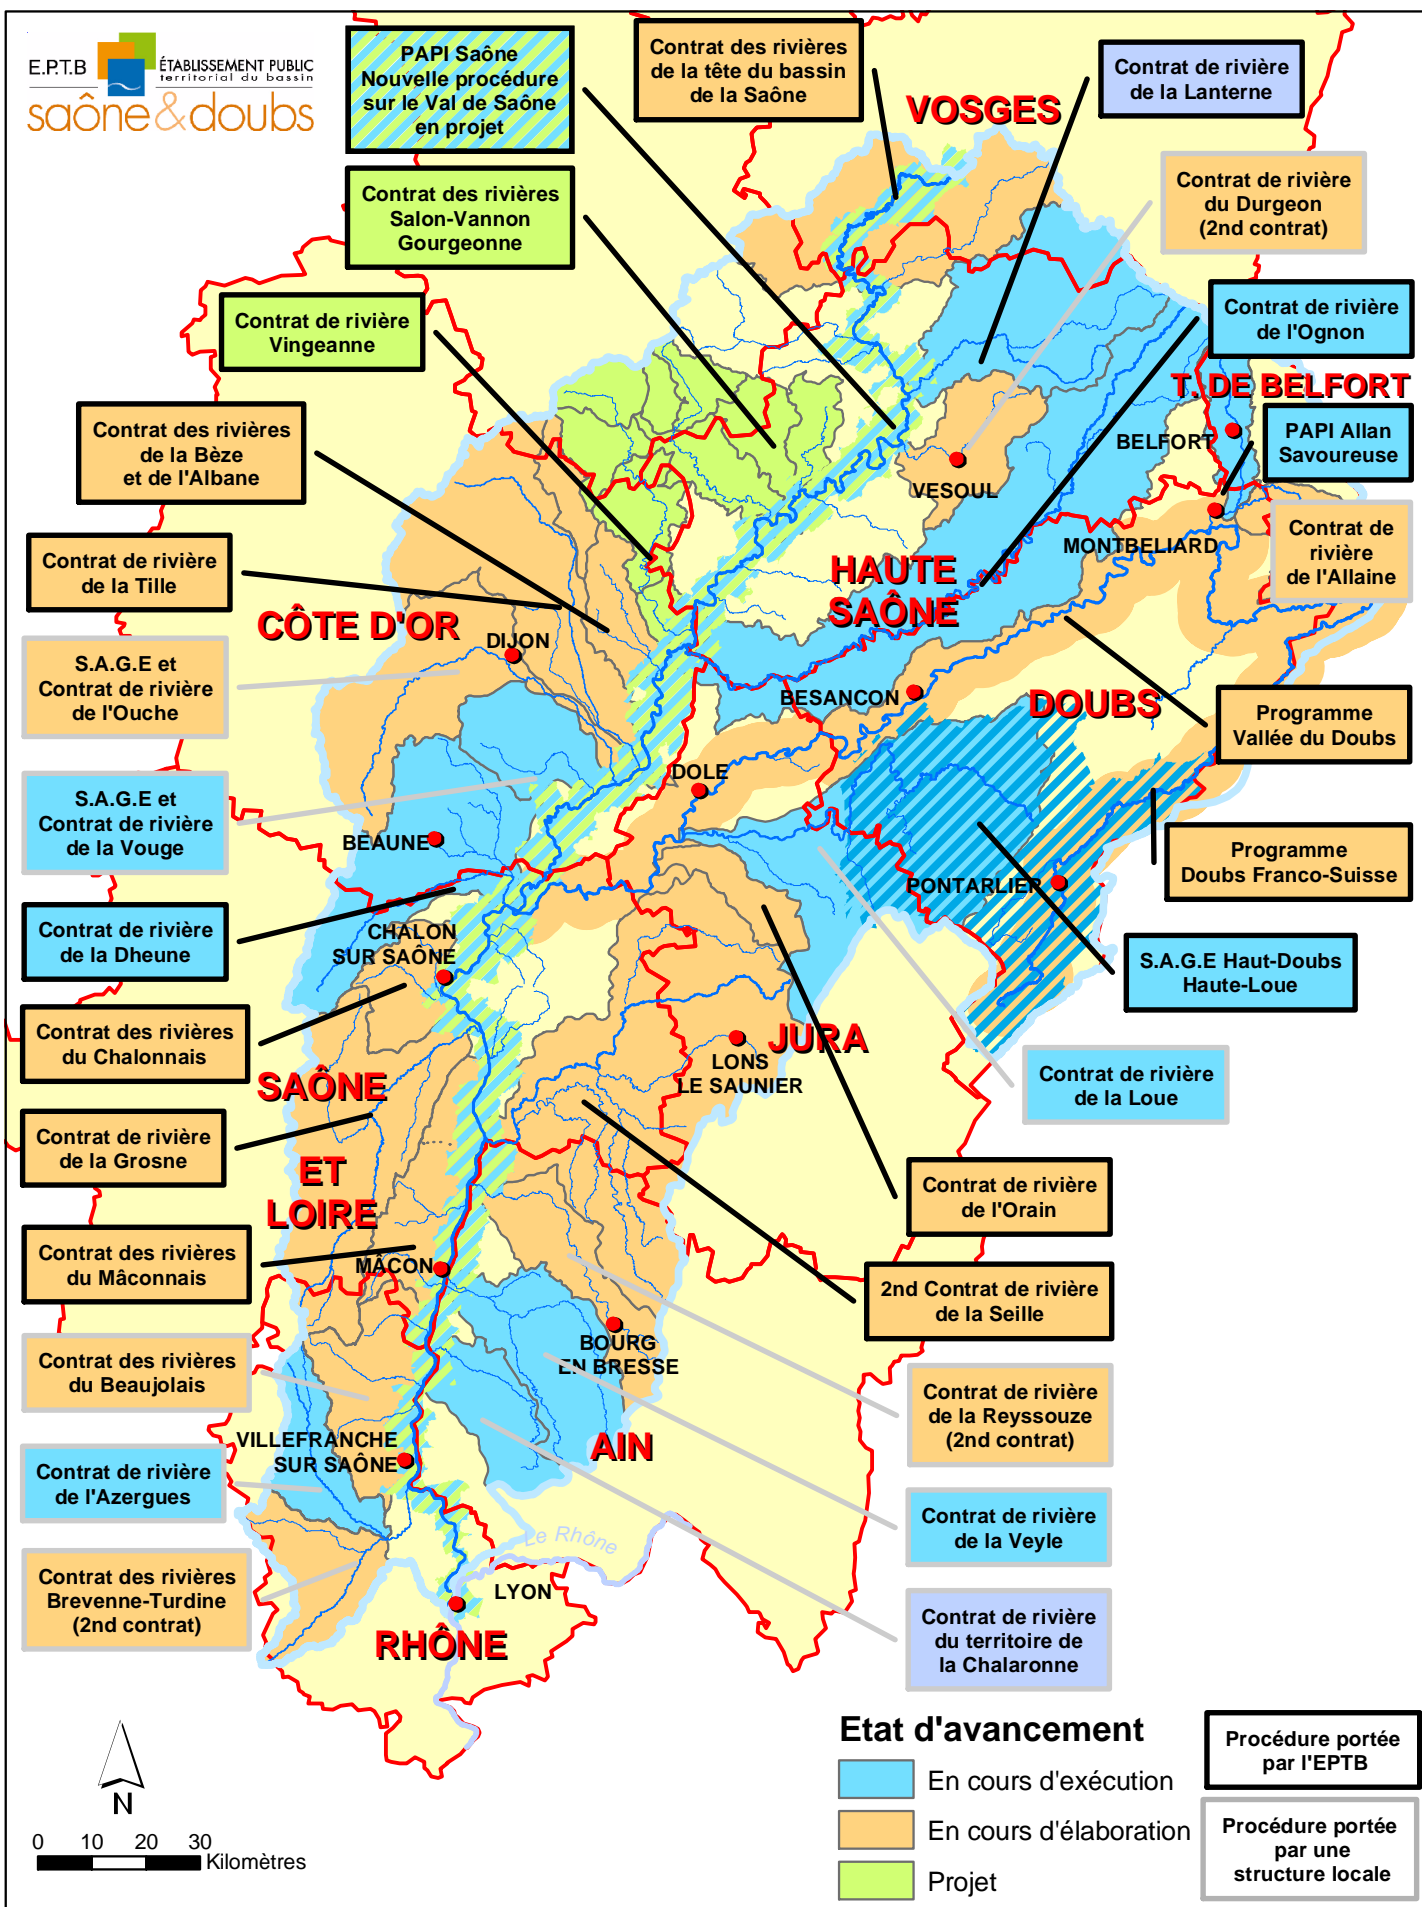 E.P.T.B
ÉTABLISSEMENT PUBLIC
territorial du bassin
saône&doubs
PAPI Saône
Nouvelle procédure
sur le Val de Saône
en projet
Contrat des rivières
de la tête du bassin
de la Saône
Contrat de rivière
de la Lanterne
VOSGES
Contrat des rivières
Salon-Vannon
Gourgeonne
Contrat de rivière
du Durgeon
(2nd contrat)
Contrat de rivière
Vingeanne
Contrat de rivière
de l'Ognon
T. DE BELFORT
Contrat des rivières
de la Bèze
et de l'Albane
BELFORT
PAPI Allan
Savoureuse
VESOUL
MONTBELIARD
Contrat de
rivière
de l'Allaine
Contrat de rivière
de la Tille
HAUTE
SAÔNE
CÔTE D'OR
DIJON
S.A.G.E et
Contrat de rivière
de l'Ouche
BESANCON
DOUBS
Programme
Vallée du Doubs
DOLE
S.A.G.E et
Contrat de rivière
de la Vouge
BEAUNE
PONTARLIER
Programme
Doubs Franco-Suisse
Contrat de rivière
de la Dheune
CHALON
SUR SAÔNE
S.A.G.E Haut-Doubs
Haute-Loue
Contrat des rivières
du Chalonnais
JURA
LONS
LE SAUNIER
SAÔNE
Contrat de rivière
de la Loue
Contrat de rivière
de la Grosne
ET
LOIRE
Contrat de rivière
de l'Orain
Contrat des rivières
du Mâconnais
MÂCON
2nd Contrat de rivière
de la Seille
BOURG
EN BRESSE
Contrat des rivières
du Beaujolais
Contrat de rivière
de la Reyssouze
(2nd contrat)
VILLEFRANCHE
SUR SAÔNE
AIN
Contrat de rivière
de l'Azergues
Contrat de rivière
de la Veyle
Le Rhône
Contrat des rivières
Brevenne-Turdine
(2nd contrat)
LYON
RHÔNE
Contrat de rivière
du territoire de
la Chalaronne
Etat d'avancement
En cours d'exécution
En cours d'élaboration
Projet
Procédure portée
par l'EPTB
Procédure portée
par une
structure locale
N
0 10 20 30
Kilomètres